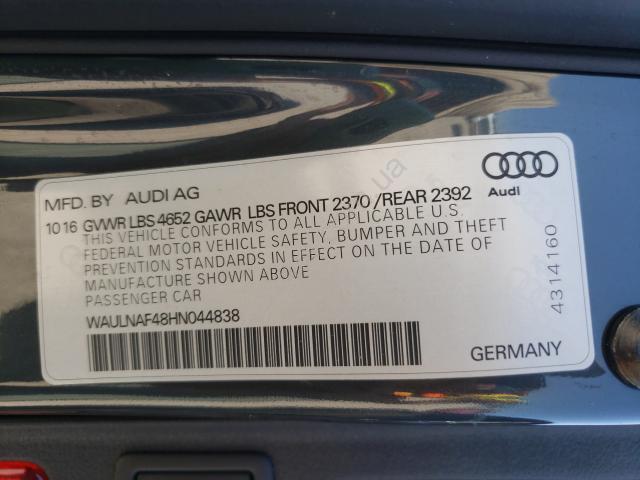 MFD. BY AUDI AG
10 16 GVWR LBS 4652 GAWR LBS FRONT 2370 / REAR 2392
THIS VEHICLE CONFORMS TO ALL APPLICABLE U.S.
FEDERAL MOTOR VEHICLE SAFETY, BUMPER AND THEFT
PREVENTION STANDARDS IN EFFECT ON THE DATE OF
MANUFACTURE SHOWN ABOVE
PASSENGER CAR
WAULNAF48HN044838
Audi
4314160
GERMANY